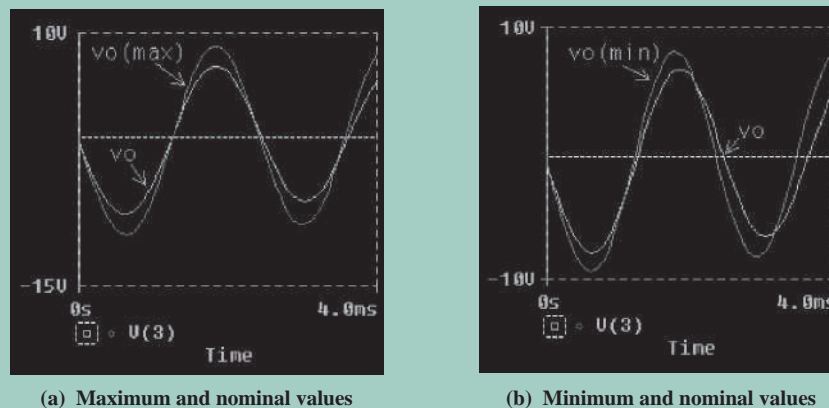 10V
vo(max)
vo
-15V
0s
4.0ms
V(3)
Time
(a) Maximum and nominal values
10V
vo(min)
vo
-10V
0s
4.0ms
V(3)
Time
(b) Minimum and nominal values